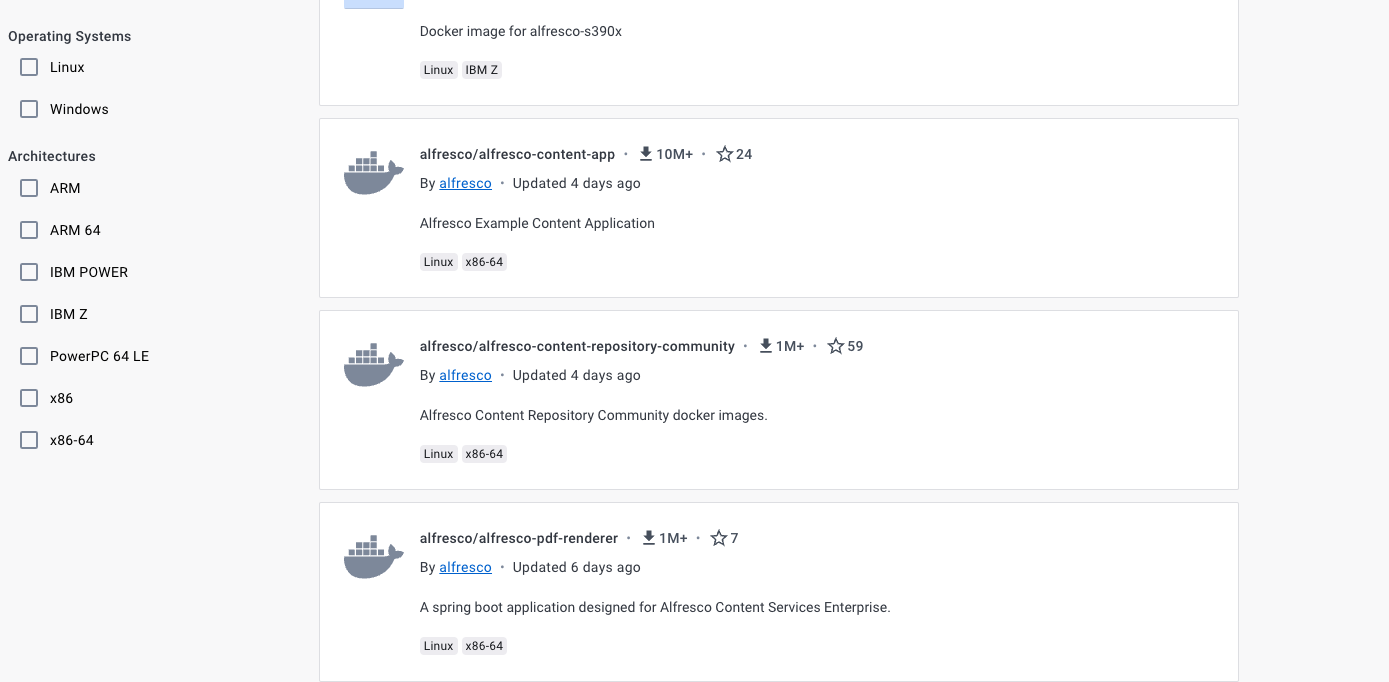 Operating Systems
Linux
Windows
Architectures
ARM
ARM 64
IBM POWER
IBM Z
PowerPC 64 LE
x86
x86-64
Docker image for alfresco-s390x
Linux IBM Z
alfresco/alfresco-content-app · 10M+ · 24
By alfresco · Updated 4 days ago
Alfresco Example Content Application
Linux x86-64
alfresco/alfresco-content-repository-community · 1M+ · 59
By alfresco · Updated 4 days ago
Alfresco Content Repository Community docker images.
Linux x86-64
alfresco/alfresco-pdf-renderer · 1M+ · 7
By alfresco · Updated 6 days ago
A spring boot application designed for Alfresco Content Services Enterprise.
Linux x86-64